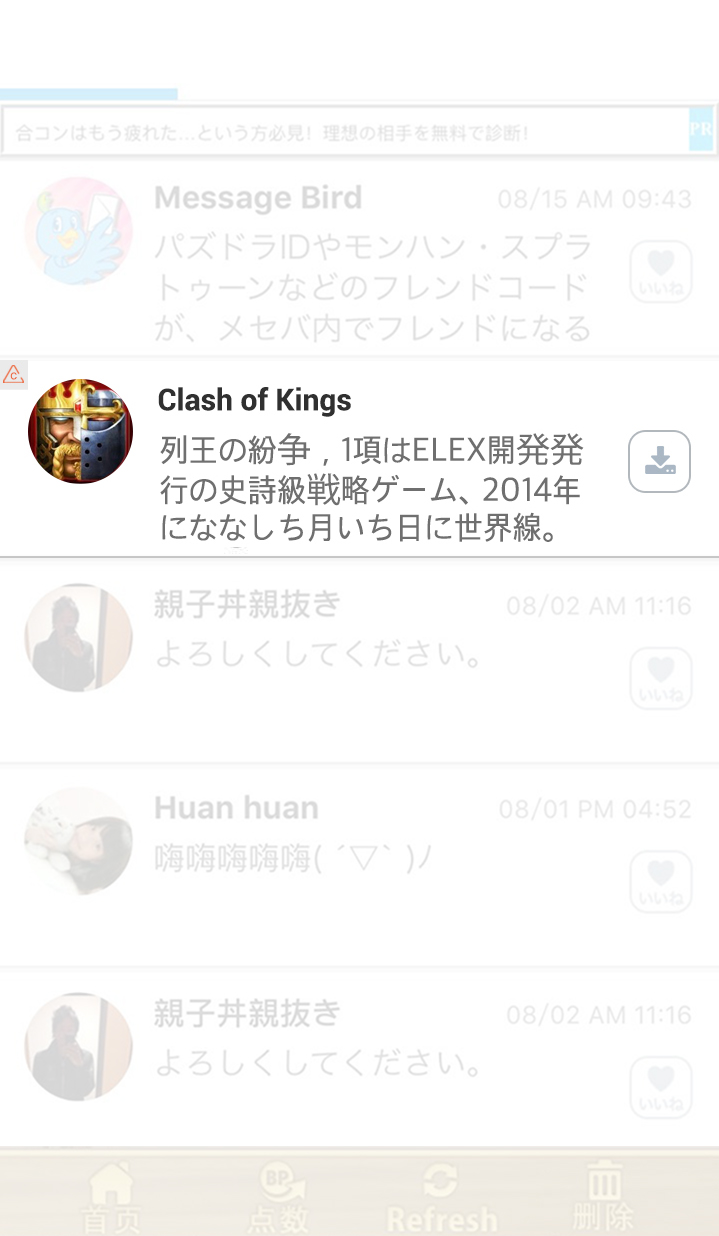 合コンはもう疲れた...という方必見！理想の相手を無料で診断！
PR
Message Bird
08/15 AM 09:43
パズドラIDやモンハン・スプラ
トゥーンなどのフレンドコード
が、メセバ内でフレンドになる
いいね
Clash of Kings
列王の紛争，1項はELEX開発発
行の史詩級戦略ゲーム、2014年
にななしち月いち日に世界線。
親子丼親抜き
08/02 AM 11:16
よろしくしてください。
いいね
Huan huan
08/01 PM 04:52
嗨嗨嗨嗨嗨( ´▽` )ﾉ
いいね
親子丼親抜き
08/02 AM 11:16
よろしくしてください。
いいね
首页
BP
点数
Refresh
删除